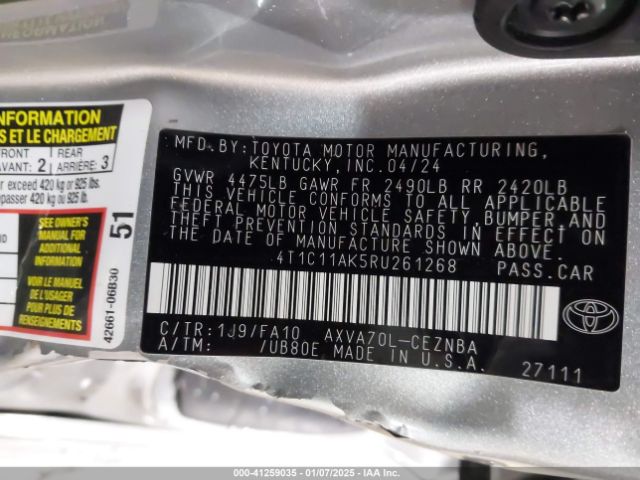 INFORMATION
S ET LE CHARGEMENT
FRONT
AVANT: 2
REAR
ARRIÈRE: 3
exceed 420 kg or 925 lbs.
passer 420 kg ou 925 lb.
SEE OWNER'S
MANUAL FOR
ADDITIONAL
INFORMATION
VOIR LE MANUEL
DE L'USAGER
POUR PLUS DE
RENSEIGNEMENTS
51
42661-06B30
MFD. BY: TOYOTA MOTOR MANUFACTURING,
KENTUCKY, INC. 04/24
GVWR 4475LB GAWR FR 2490LB RR 2420LB
THIS VEHICLE CONFORMS TO ALL APPLICABLE
FEDERAL MOTOR VEHICLE SAFETY, BUMPER, AND
THEFT PREVENTION STANDARDS IN EFFECT ON
THE DATE OF MANUFACTURE SHOWN ABOVE.
4T1C11AK5RU261268 PASS.CAR
C/TR: 1J9/FA10 AXVA70L-CEZNBA
A/TM: /UB80E MADE IN U.S.A.
27111
TOYOTA
000-41259035 - 01/07/2025 - IAA Inc.